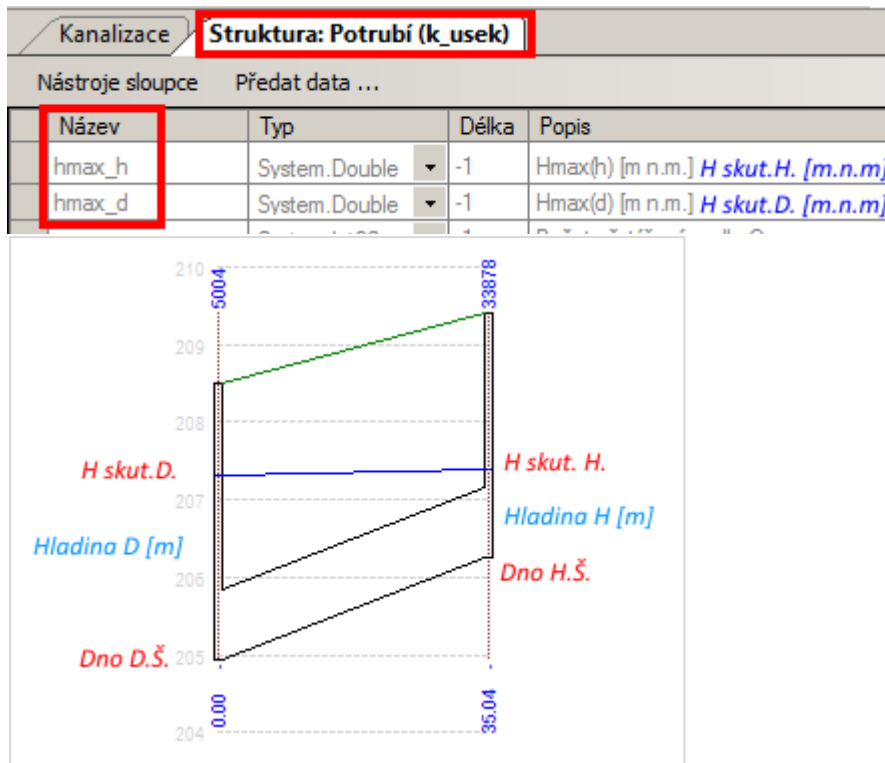 Kanalizace Struktura: Potrubí (k_usek)
Nástroje sloupce Předat data ...
Název Typ Délka Popis
hmax_h System.Double -1 Hmax(h) [m n.m.] H skut.H. [m.n.m]
hmax_d System.Double -1 Hmax(d) [m n.m.] H skut.D. [m.n.m]
210 5004 33878
209
208
H skut.D. H skut. H.
207
Hladina H [m]
Hladina D [m]
206 Dno H.Š.
Dno D.Š. 205
204 0.00 35.04